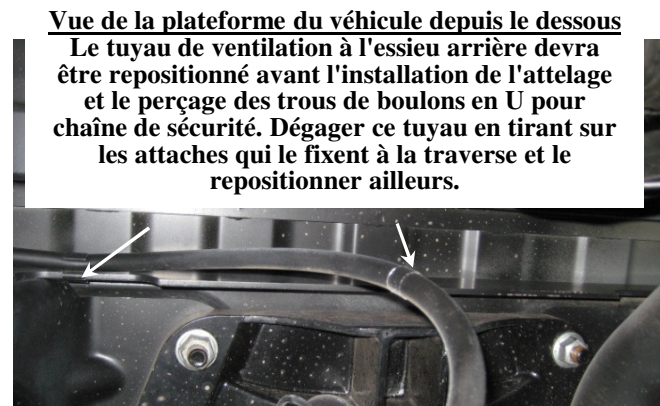 Vue de la plateforme du véhicule depuis le dessous
Le tuyau de ventilation à l'essieu arrière devra
être repositionné avant l'installation de l'attelage
et le perçage des trous de boulons en U pour
chaîne de sécurité. Dégager ce tuyau en tirant sur
les attaches qui le fixent à la traverse et le
repositionner ailleurs.